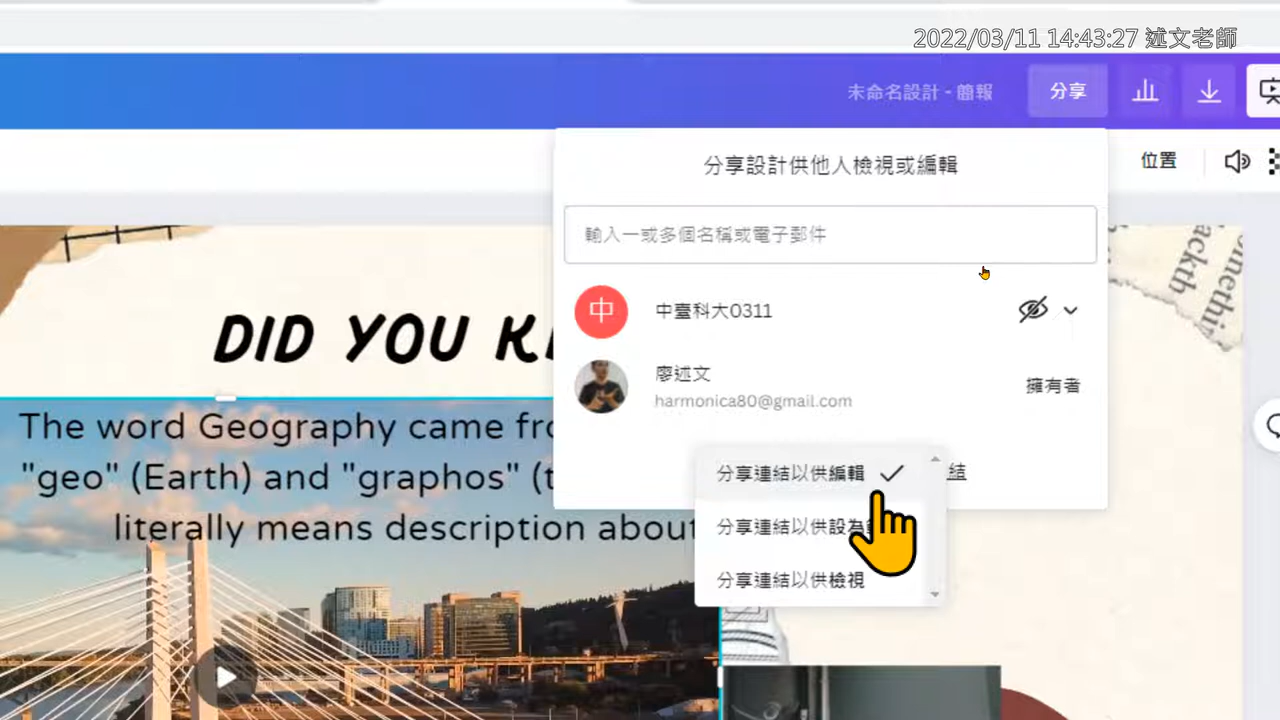 2022/03/11 14:43:27 述文老師
未命名設計 - 簡報
分享
分享設計供他人檢視或編輯
位置
輸入一或多個名稱或電子郵件
中
中臺科大0311
廖述文
harmonica80@gmail.com
擁有者
分享連結以供編輯
結
分享連結以供設為
分享連結以供檢視
DID YOU K
The word Geography came fr
"geo" (Earth) and "graphos" (t
literally means description about
ackth
omethin